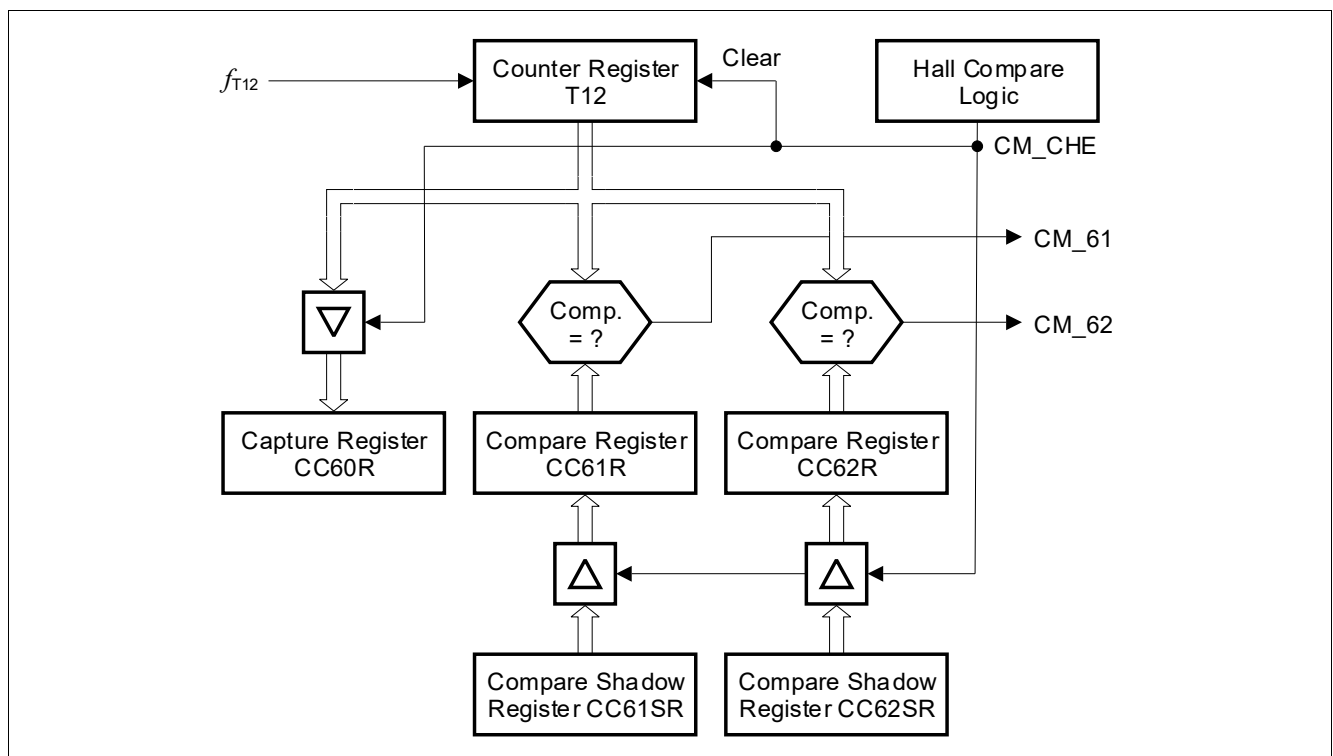 Counter Register
T12
Clear
Hall Compare
Logic
fT12
CM_CHE
CM_61
Comp.
= ?
Comp.
= ?
CM_62
Capture Register
CC60R
Compare Register
CC61R
Compare Register
CC62R
Compare Shadow
Register CC61SR
Compare Shadow
Register CC62SR